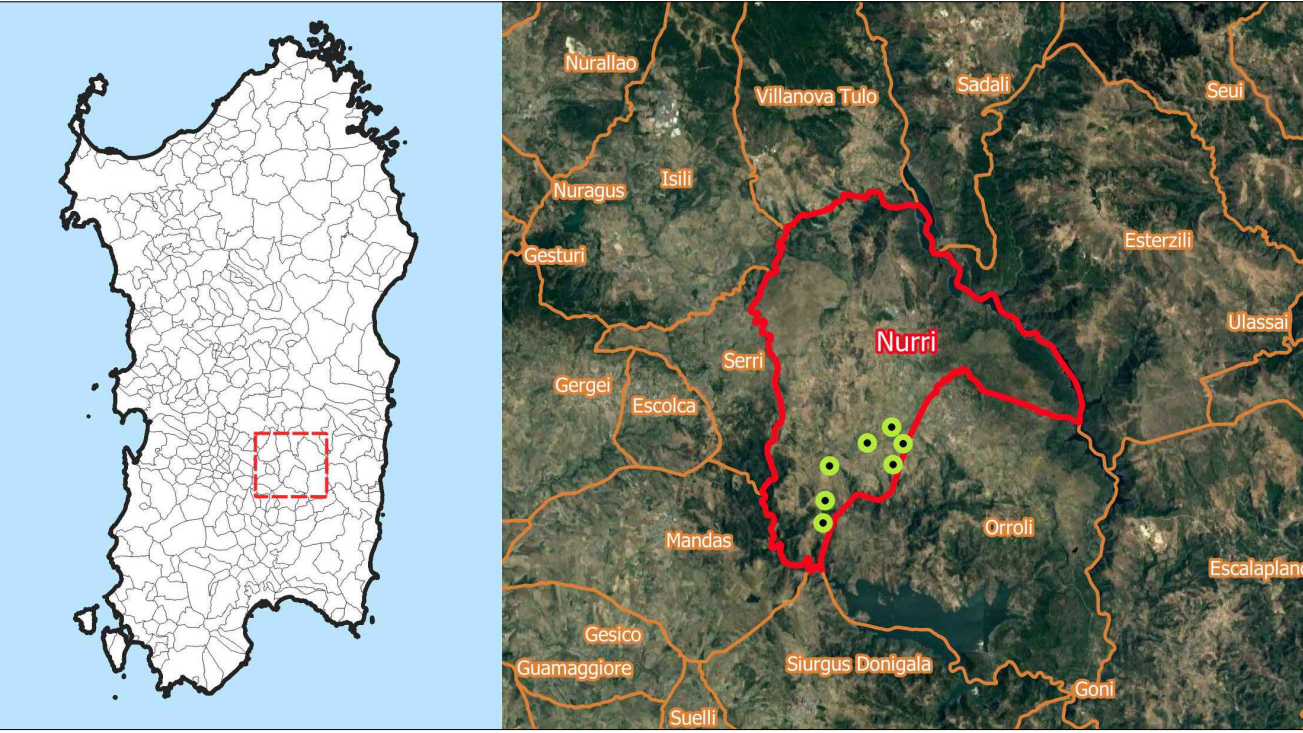 Nurallao
Villanova Tulo
Sadali
Seui
Isili
Nuragus
Gesturi
Esterzili
Ulassai
Nurri
Serri
Gergei
Escolca
Mandas
Orroli
Escalaplano
Gesico
Guamaggiore
Siurgus Donigala
Goni
Suelli